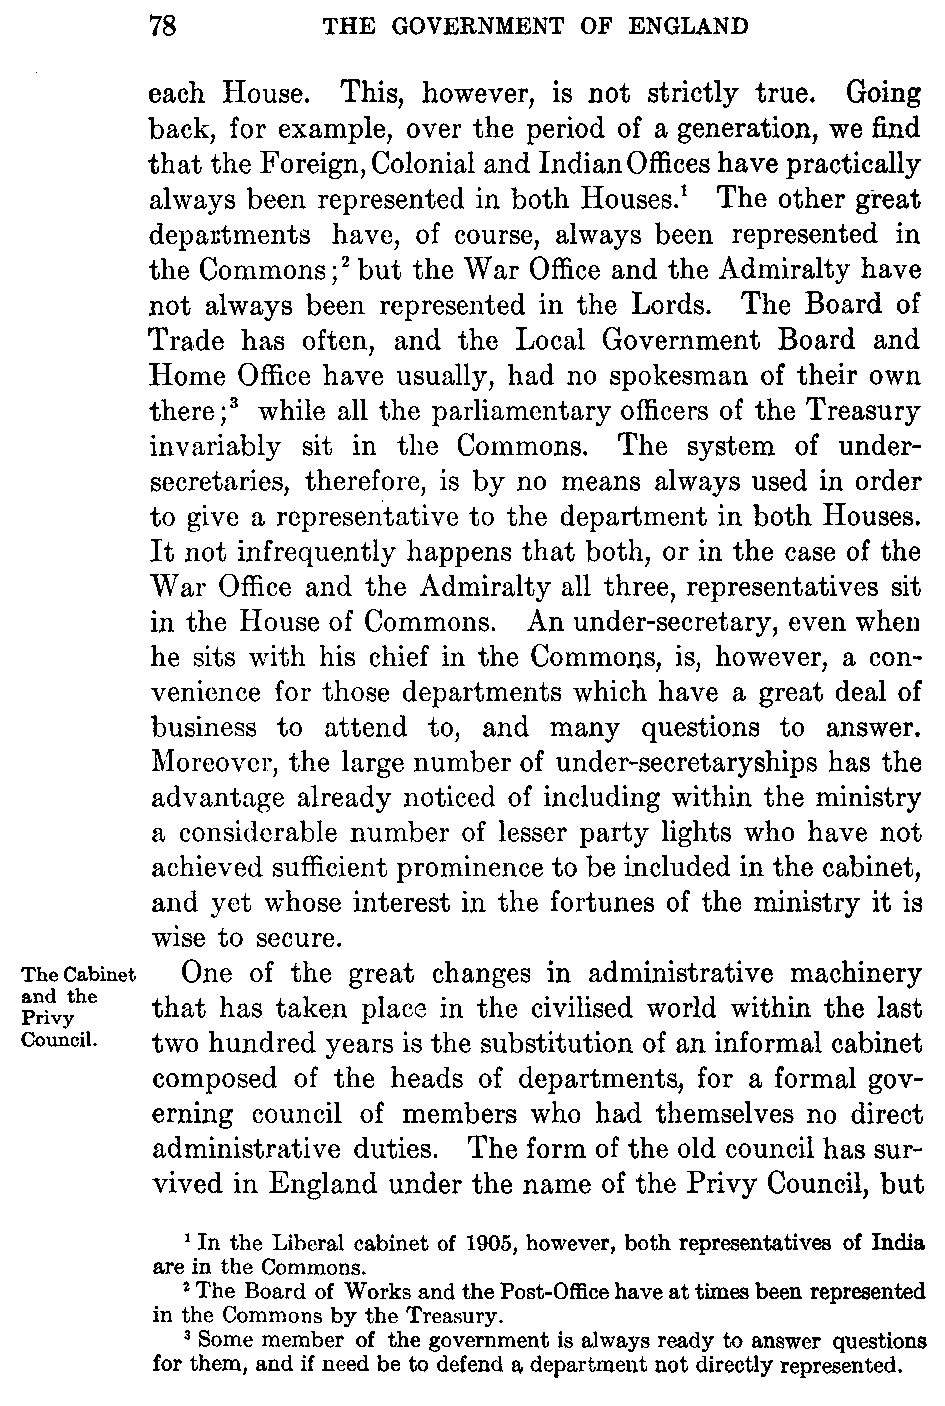 78 THE GOVERNMENT OF ENGLAND
each House. This, however, is not strictly true. Going
back, for example, over the period of a generation, we find
that the Foreign, Colonial and Indian Offices have practically
always been represented in both Houses.¹ The other great
departments have, of course, always been represented in
the Commons;² but the War Office and the Admiralty have
not always been represented in the Lords. The Board of
Trade has often, and the Local Government Board and
Home Office have usually, had no spokesman of their own
there;³ while all the parliamentary officers of the Treasury
invariably sit in the Commons. The system of under-
secretaries, therefore, is by no means always used in order
to give a representative to the department in both Houses.
It not infrequently happens that both, or in the case of the
War Office and the Admiralty all three, representatives sit
in the House of Commons. An under-secretary, even when
he sits with his chief in the Commons, is, however, a con-
venience for those departments which have a great deal of
business to attend to, and many questions to answer.
Moreover, the large number of under-secretaryships has the
advantage already noticed of including within the ministry
a considerable number of lesser party lights who have not
achieved sufficient prominence to be included in the cabinet,
and yet whose interest in the fortunes of the ministry it is
wise to secure.
The Cabinet
and the
Privy
Council.
One of the great changes in administrative machinery
that has taken place in the civilised world within the last
two hundred years is the substitution of an informal cabinet
composed of the heads of departments, for a formal gov-
erning council of members who had themselves no direct
administrative duties. The form of the old council has sur-
vived in England under the name of the Privy Council, but
¹ In the Liberal cabinet of 1905, however, both representatives of India
are in the Commons.
² The Board of Works and the Post-Office have at times been represented
in the Commons by the Treasury.
³ Some member of the government is always ready to answer questions
for them, and if need be to defend a department not directly represented.